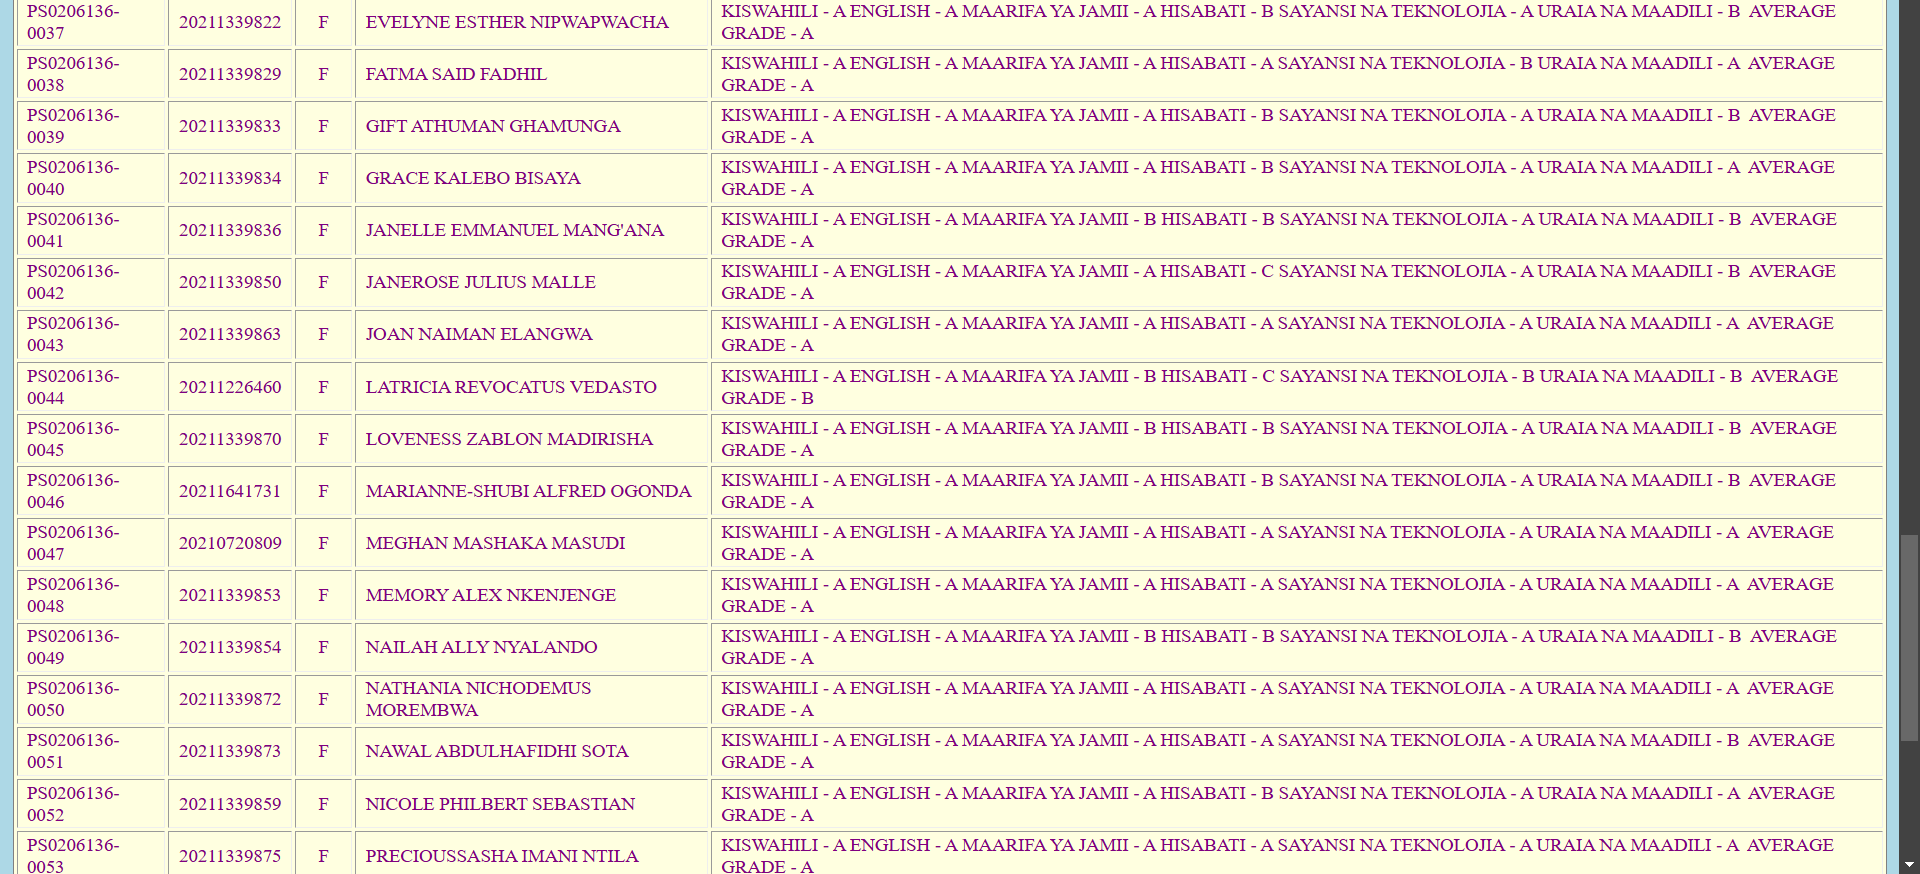 PS0206136-
0037
20211339822
F
EVELYNE ESTHER NIPWAPWACHA
KISWAHILI - A ENGLISH - A MAARIFA YA JAMII - A HISABATI - B SAYANSI NA TEKNOLOJIA - A URAIA NA MAADILI - B AVERAGE
GRADE - A
PS0206136-
0038
20211339829
F
FATMA SAID FADHIL
KISWAHILI - A ENGLISH - A MAARIFA YA JAMII - A HISABATI - A SAYANSI NA TEKNOLOJIA - B URAIA NA MAADILI - A AVERAGE
GRADE - A
PS0206136-
0039
20211339833
F
GIFT ATHUMAN GHAMUNGA
KISWAHILI - A ENGLISH - A MAARIFA YA JAMII - A HISABATI - B SAYANSI NA TEKNOLOJIA - A URAIA NA MAADILI - B AVERAGE
GRADE - A
PS0206136-
0040
20211339834
F
GRACE KALEBO BISAYA
KISWAHILI - A ENGLISH - A MAARIFA YA JAMII - A HISABATI - B SAYANSI NA TEKNOLOJIA - A URAIA NA MAADILI - A AVERAGE
GRADE - A
PS0206136-
0041
20211339836
F
JANELLE EMMANUEL MANG'ANA
KISWAHILI - A ENGLISH - A MAARIFA YA JAMII - B HISABATI - B SAYANSI NA TEKNOLOJIA - A URAIA NA MAADILI - B AVERAGE
GRADE - A
PS0206136-
0042
20211339850
F
JANEROSE JULIUS MALLE
KISWAHILI - A ENGLISH - A MAARIFA YA JAMII - A HISABATI - C SAYANSI NA TEKNOLOJIA - A URAIA NA MAADILI - B AVERAGE
GRADE - A
PS0206136-
0043
20211339863
F
JOAN NAIMAN ELANGWA
KISWAHILI - A ENGLISH - A MAARIFA YA JAMII - A HISABATI - A SAYANSI NA TEKNOLOJIA - A URAIA NA MAADILI - A AVERAGE
GRADE - A
PS0206136-
0044
20211226460
F
LATRICIA REVOCATUS VEDASTO
KISWAHILI - A ENGLISH - A MAARIFA YA JAMII - B HISABATI - C SAYANSI NA TEKNOLOJIA - B URAIA NA MAADILI - B AVERAGE
GRADE - B
PS0206136-
0045
20211339870
F
LOVENESS ZABLON MADIRISHA
KISWAHILI - A ENGLISH - A MAARIFA YA JAMII - B HISABATI - B SAYANSI NA TEKNOLOJIA - A URAIA NA MAADILI - B AVERAGE
GRADE - A
PS0206136-
0046
20211641731
F
MARIANNE-SHUBI ALFRED OGONDA
KISWAHILI - A ENGLISH - A MAARIFA YA JAMII - A HISABATI - B SAYANSI NA TEKNOLOJIA - A URAIA NA MAADILI - B AVERAGE
GRADE - A
PS0206136-
0047
20210720809
F
MEGHAN MASHAKA MASUDI
KISWAHILI - A ENGLISH - A MAARIFA YA JAMII - A HISABATI - A SAYANSI NA TEKNOLOJIA - A URAIA NA MAADILI - A AVERAGE
GRADE - A
PS0206136-
0048
20211339853
F
MEMORY ALEX NKENJENGE
KISWAHILI - A ENGLISH - A MAARIFA YA JAMII - A HISABATI - A SAYANSI NA TEKNOLOJIA - A URAIA NA MAADILI - A AVERAGE
GRADE - A
PS0206136-
0049
20211339854
F
NAILAH ALLY NYALANDO
KISWAHILI - A ENGLISH - A MAARIFA YA JAMII - B HISABATI - B SAYANSI NA TEKNOLOJIA - A URAIA NA MAADILI - B AVERAGE
GRADE - A
PS0206136-
0050
20211339872
F
NATHANIA NICHODEMUS
MOREMBWA
KISWAHILI - A ENGLISH - A MAARIFA YA JAMII - A HISABATI - A SAYANSI NA TEKNOLOJIA - A URAIA NA MAADILI - A AVERAGE
GRADE - A
PS0206136-
0051
20211339873
F
NAWAL ABDULHAFIDHI SOTA
KISWAHILI - A ENGLISH - A MAARIFA YA JAMII - A HISABATI - A SAYANSI NA TEKNOLOJIA - A URAIA NA MAADILI - B AVERAGE
GRADE - A
PS0206136-
0052
20211339859
F
NICOLE PHILBERT SEBASTIAN
KISWAHILI - A ENGLISH - A MAARIFA YA JAMII - A HISABATI - B SAYANSI NA TEKNOLOJIA - A URAIA NA MAADILI - A AVERAGE
GRADE - A
PS0206136-
0053
20211339875
F
PRECIOUSSASHA IMANI NTILA
KISWAHILI - A ENGLISH - A MAARIFA YA JAMII - A HISABATI - A SAYANSI NA TEKNOLOJIA - A URAIA NA MAADILI - A AVERAGE
GRADE - A